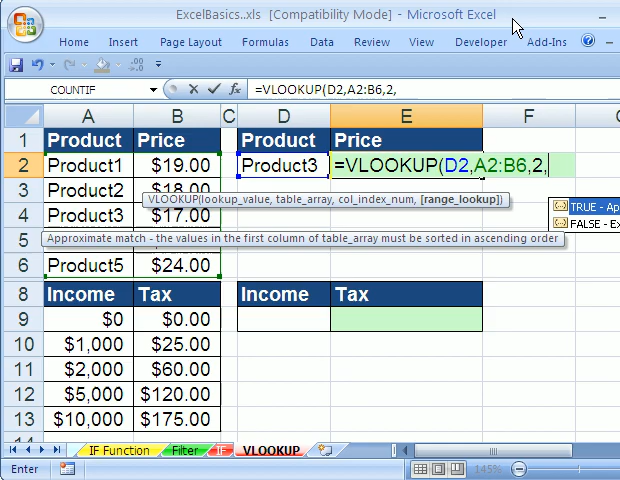 ExcelBasics..xls [Compatibility Mode] - Microsoft Excel
Home Insert Page Layout Formulas Data Review View Developer Add-Ins
COUNTIF =VLOOKUP(D2,A2:B6,2,
A B C D E F
1 Product Price Product Price
2 Product1 $19.00 Product3 =VLOOKUP(D2,A2:B6,2,
3 Product2 $18.00
VLOOKUP(lookup_value, table_array, col_index_num, [range_lookup])
TRUE - Ap
4 Product3 $17.00
FALSE - Ex
5 Approximate match - the values in the first column of table_array must be sorted in ascending order
6 Product5 $24.00
8 Income Tax Income Tax
9 $0 $0.00
10 $1,000 $25.00
11 $2,000 $60.00
12 $5,000 $120.00
13 $10,000 $175.00
IF Function Filter IF VLOOKUP
Enter 145%